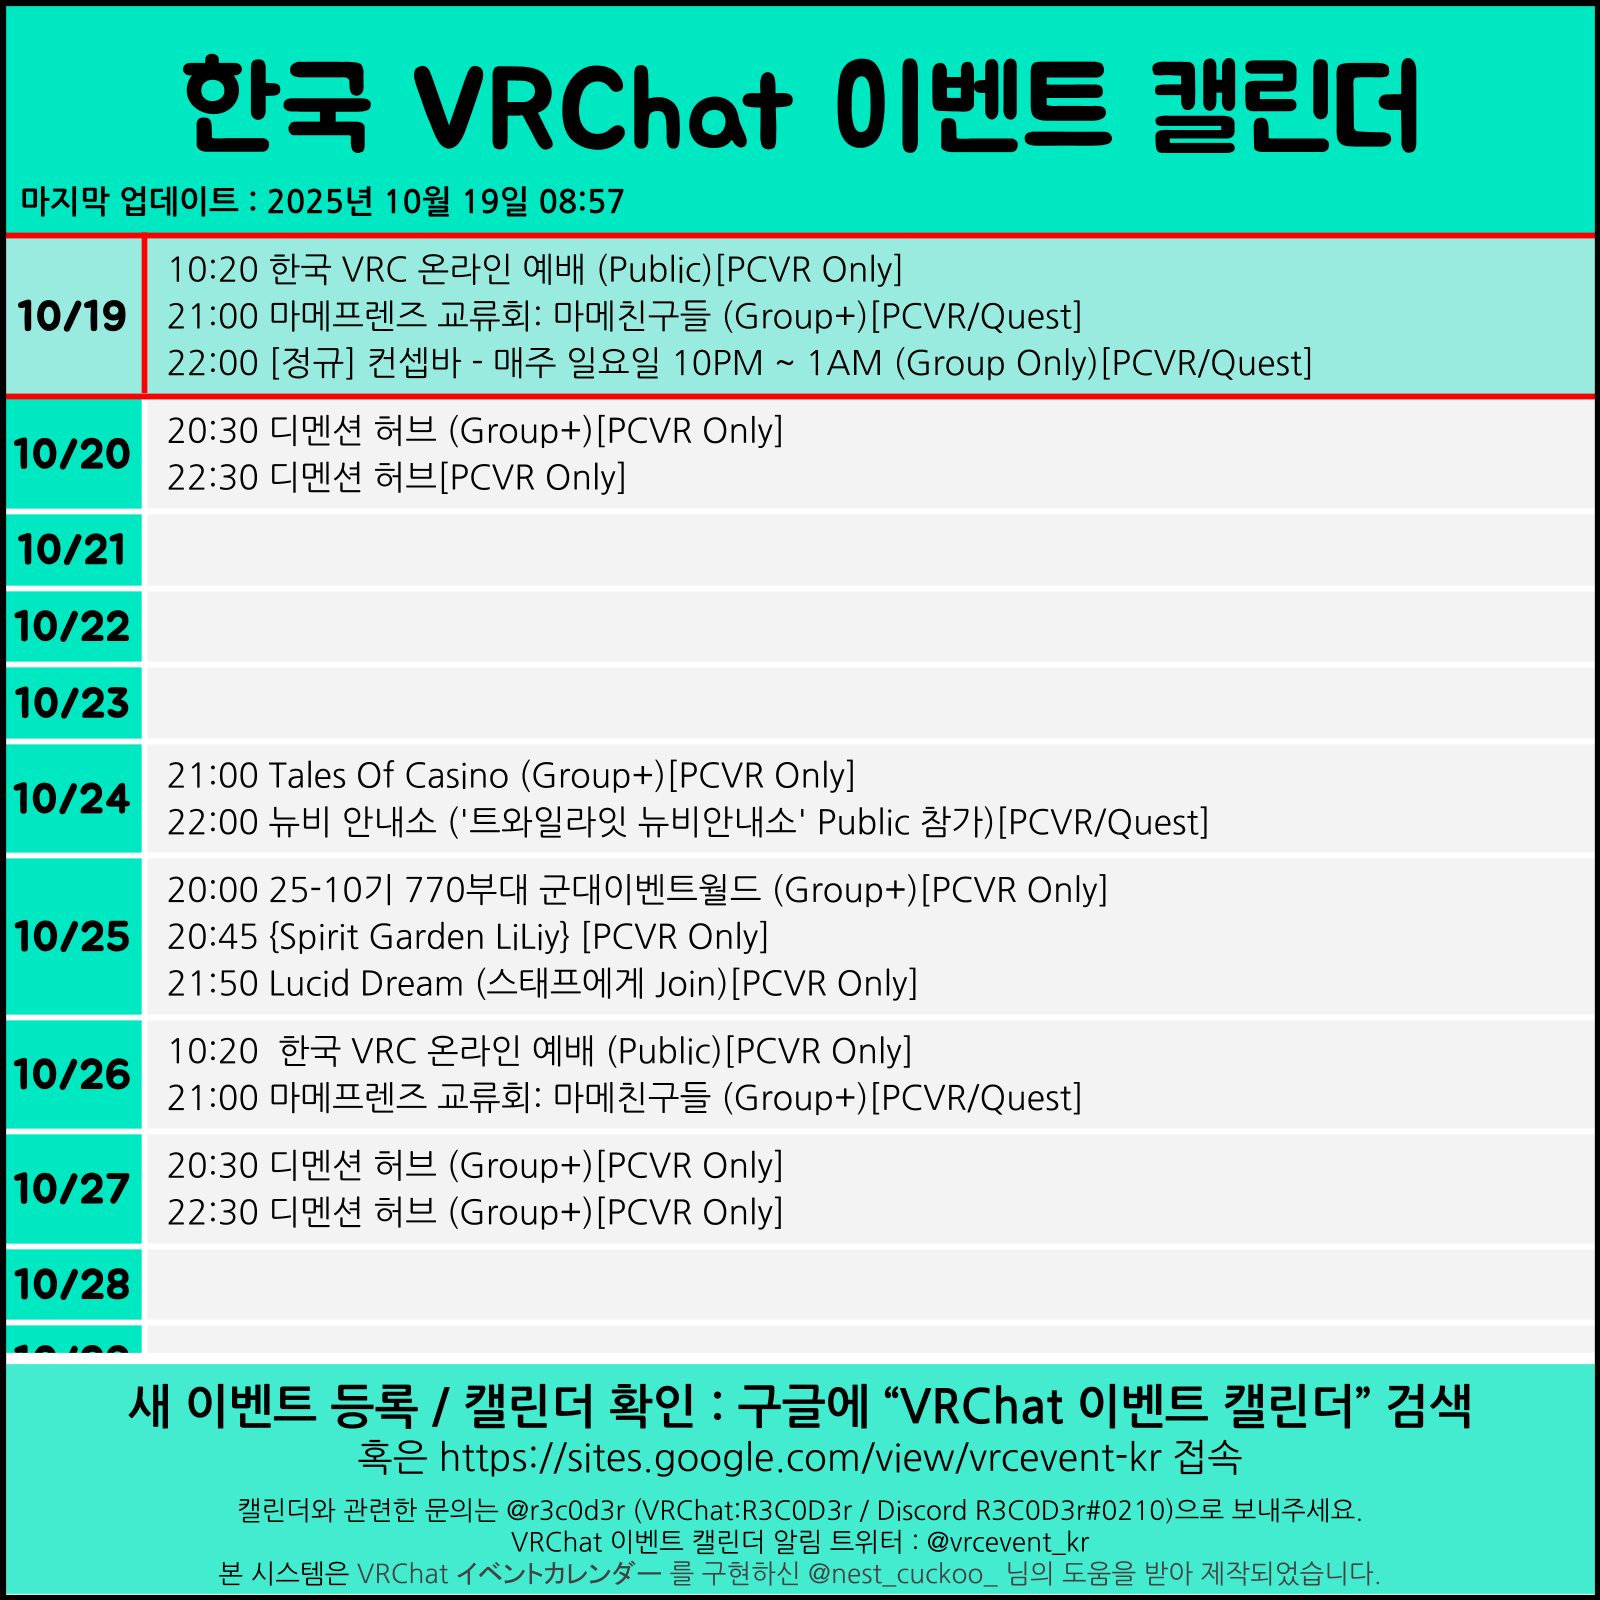 한국 VRChat 이벤트 캘린더
마지막 업데이트 : 2025년 10월 19일 08:57
10/19
10:20 한국 VRC 온라인 예배 (Public)[PCVR Only]
21:00 마메프렌즈 교류회: 마메친구들 (Group+)[PCVR/Quest]
22:00 [정규] 컨셉바 - 매주 일요일 10PM ~ 1AM (Group Only)[PCVR/Quest]
10/20
20:30 디멘션 허브 (Group+)[PCVR Only]
22:30 디멘션 허브[PCVR Only]
10/21
10/22
10/23
10/24
21:00 Tales Of Casino (Group+)[PCVR Only]
22:00 뉴비 안내소 ('트와일라잇 뉴비안내소' Public 참가)[PCVR/Quest]
10/25
20:00 25-10기 770부대 군대이벤트월드 (Group+)[PCVR Only]
20:45 {Spirit Garden LiLiy} [PCVR Only]
21:50 Lucid Dream (스태프에게 Join)[PCVR Only]
10/26
10:20  한국 VRC 온라인 예배 (Public)[PCVR Only]
21:00 마메프렌즈 교류회: 마메친구들 (Group+)[PCVR/Quest]
10/27
20:30 디멘션 허브 (Group+)[PCVR Only]
22:30 디멘션 허브 (Group+)[PCVR Only]
10/28
새 이벤트 등록 / 캘린더 확인 : 구글에 “VRChat 이벤트 캘린더” 검색
혹은 https://sites.google.com/view/vrcevent-kr 접속
캘린더와 관련한 문의는 @r3c0d3r (VRChat:R3C0D3r / Discord R3C0D3r#0210)으로 보내주세요.
VRChat 이벤트 캘린더 알림 트위터 : @vrcevent_kr
본 시스템은 VRChat イベントカレンダー 를 구현하신 @nest_cuckoo_ 님의 도움을 받아 제작되었습니다.